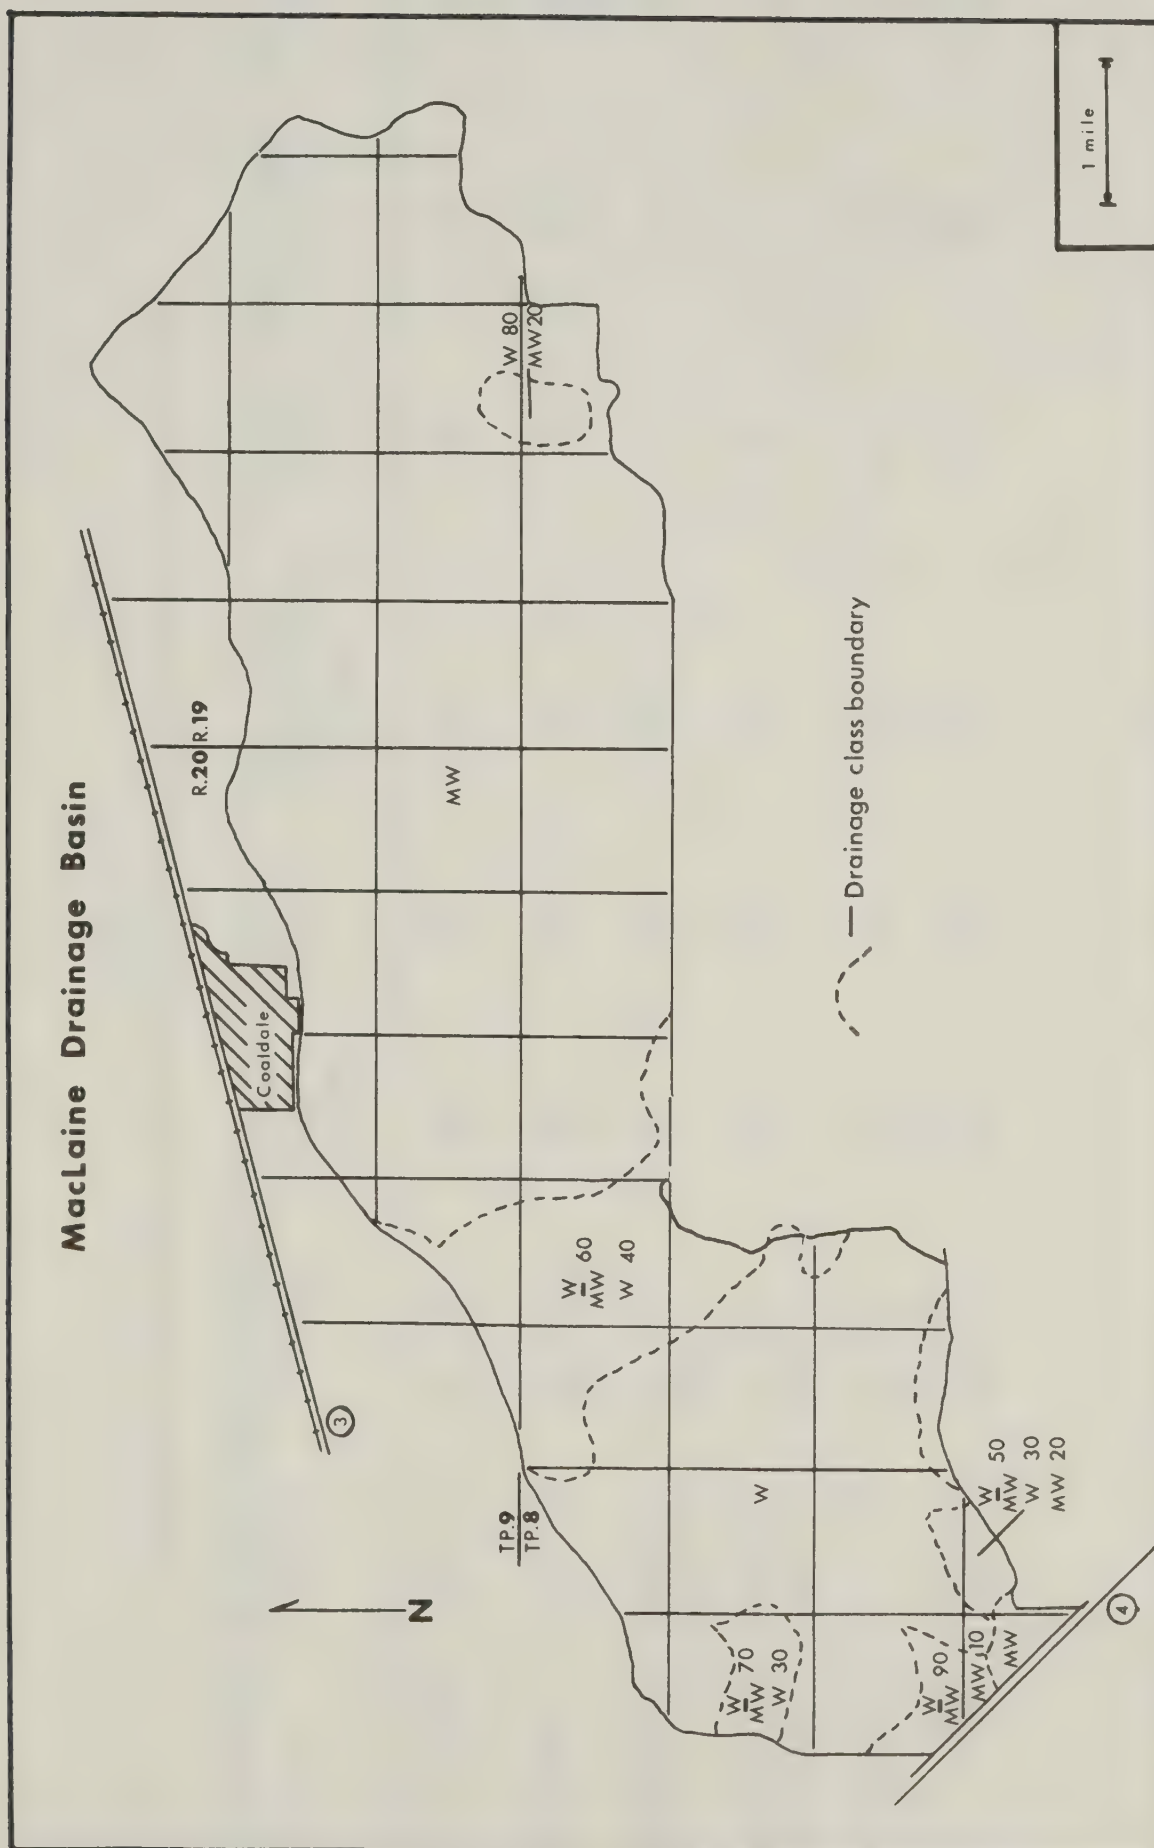 MacLaine Drainage Basin
1 mile
R.20 R.19
Coaldale
W 80
MW 20
MW
3
TP.9
TP.8
W-MW 60
W 40
W
W-MW 70
W 30
W-MW 90
MW 10
MW
W-MW 50
W 30
MW 20
4
N
— Drainage class boundary